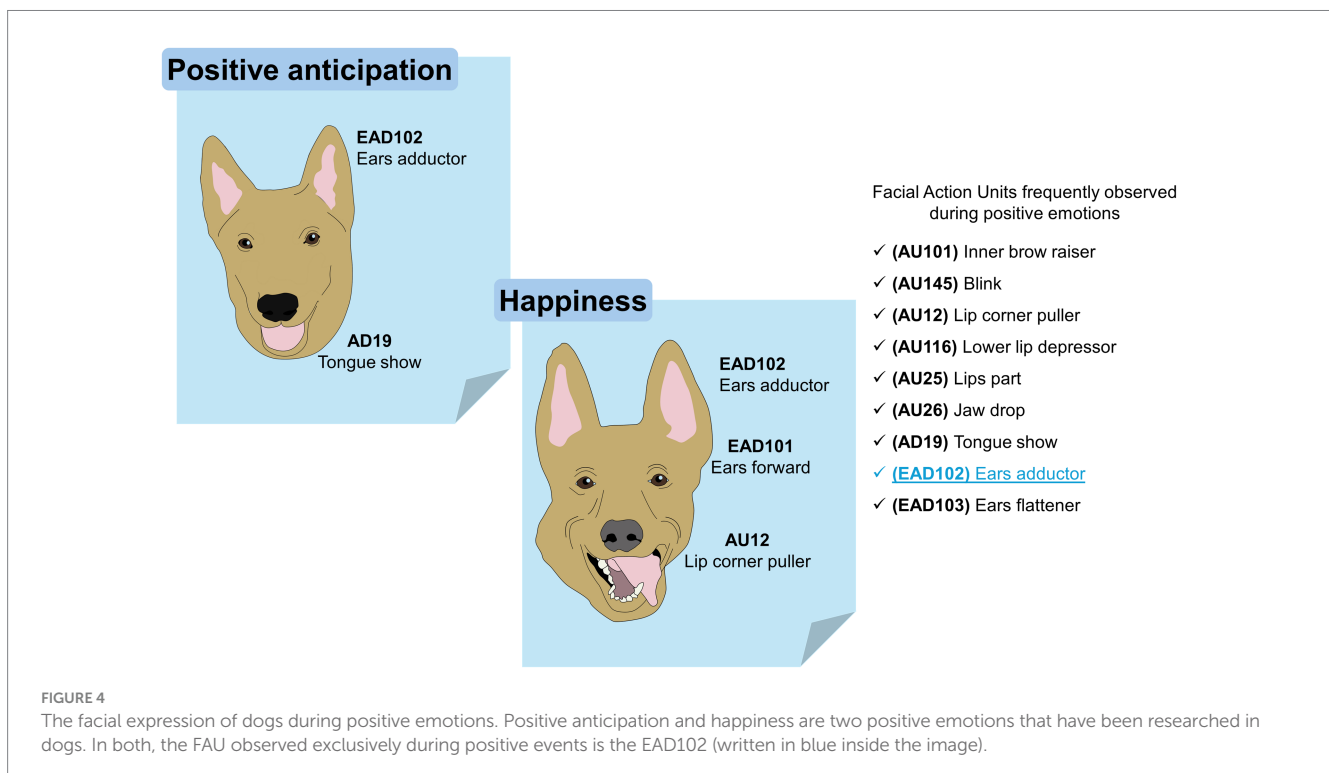 Positive anticipation
EAD102
Ears adductor
AD19
Tongue show
Happiness
EAD102
Ears adductor
EAD101
Ears forward
AU12
Lip corner puller
Facial Action Units frequently observed
during positive emotions
✓ (AU101) Inner brow raiser
✓ (AU145) Blink
✓ (AU12) Lip corner puller
✓ (AU116) Lower lip depressor
✓ (AU25) Lips part
✓ (AU26) Jaw drop
✓ (AD19) Tongue show
✓ (EAD102) Ears adductor
✓ (EAD103) Ears flattener
FIGURE 4
The facial expression of dogs during positive emotions. Positive anticipation and happiness are two positive emotions that have been researched in
dogs. In both, the FAU observed exclusively during positive events is the EAD102 (written in blue inside the image).